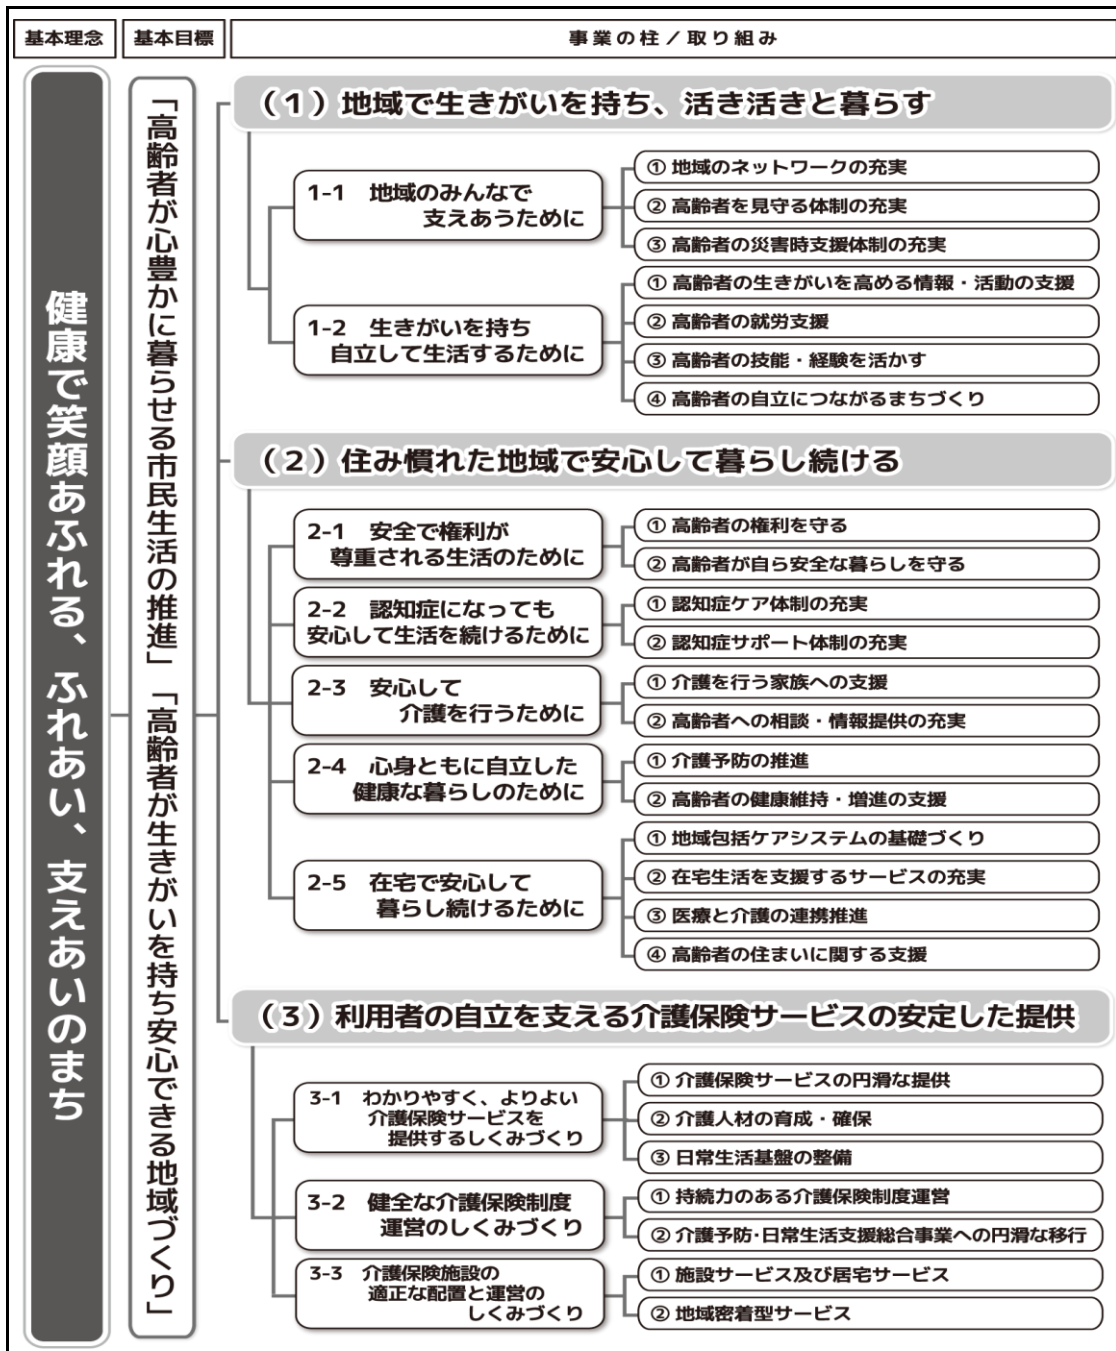 基本理念
基本目標
事業の柱/取り組み
健康で笑顔あふれる、ふれあい、支えあいのまち
「高齢者が心豊かに暮らせる市民生活の推進」「高齢者が生きがいを持ち安心できる地域づくり」
(1)地域で生きがいを持ち、活き活きと暮らす
1-1 地域のみんなで
支えあうために
① 地域のネットワークの充実
② 高齢者を見守る体制の充実
③ 高齢者の災害時支援体制の充実
1-2 生きがいを持ち
自立して生活するために
① 高齢者の生きがいを高める情報・活動の支援
② 高齢者の就労支援
③ 高齢者の技能・経験を活かす
④ 高齢者の自立につながるまちづくり
(2)住み慣れた地域で安心して暮らし続ける
2-1 安全で権利が
尊重される生活のために
① 高齢者の権利を守る
② 高齢者が自ら安全な暮らしを守る
2-2 認知症になっても
安心して生活を続けるために
① 認知症ケア体制の充実
② 認知症サポート体制の充実
2-3 安心して
介護を行うために
① 介護を行う家族への支援
② 高齢者への相談・情報提供の充実
2-4 心身ともに自立した
健康な暮らしのために
① 介護予防の推進
② 高齢者の健康維持・増進の支援
2-5 在宅で安心して
暮らし続けるために
① 地域包括ケアシステムの基礎づくり
② 在宅生活を支援するサービスの充実
③ 医療と介護の連携推進
④ 高齢者の住まいに関する支援
(3)利用者の自立を支える介護保険サービスの安定した提供
3-1 わかりやすく、よりよい
介護保険サービスを
提供するしくみづくり
① 介護保険サービスの円滑な提供
② 介護人材の育成・確保
③ 日常生活基盤の整備
3-2 健全な介護保険制度
運営のしくみづくり
① 持続力のある介護保険制度運営
② 介護予防・日常生活支援総合事業への円滑な移行
3-3 介護保険施設の
適正な配置と運営の
しくみづくり
① 施設サービス及び居宅サービス
② 地域密着型サービス